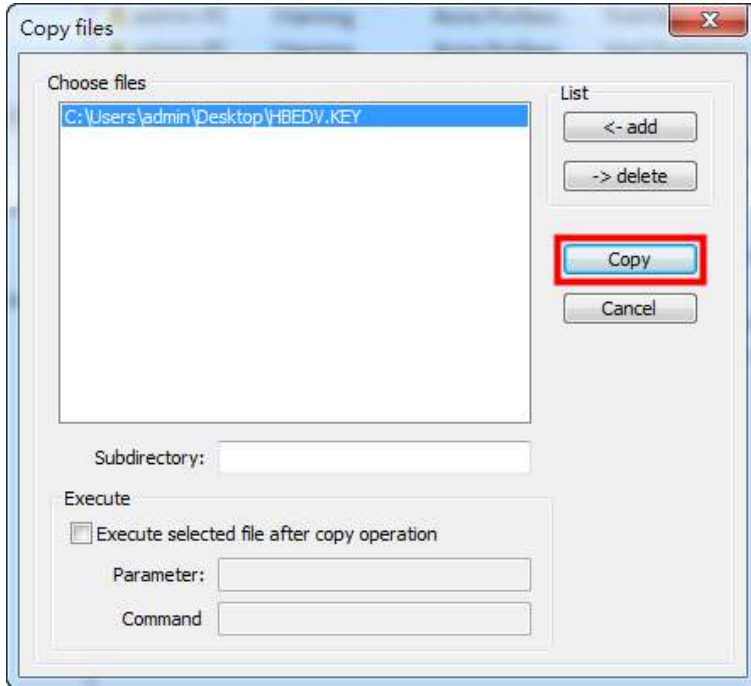 Copy files
Choose files
C:\Users\admin\Desktop\HBEDV.KEY
List
<- add
-> delete
Copy
Cancel
Subdirectory:
Execute
Execute selected file after copy operation
Parameter:
Command